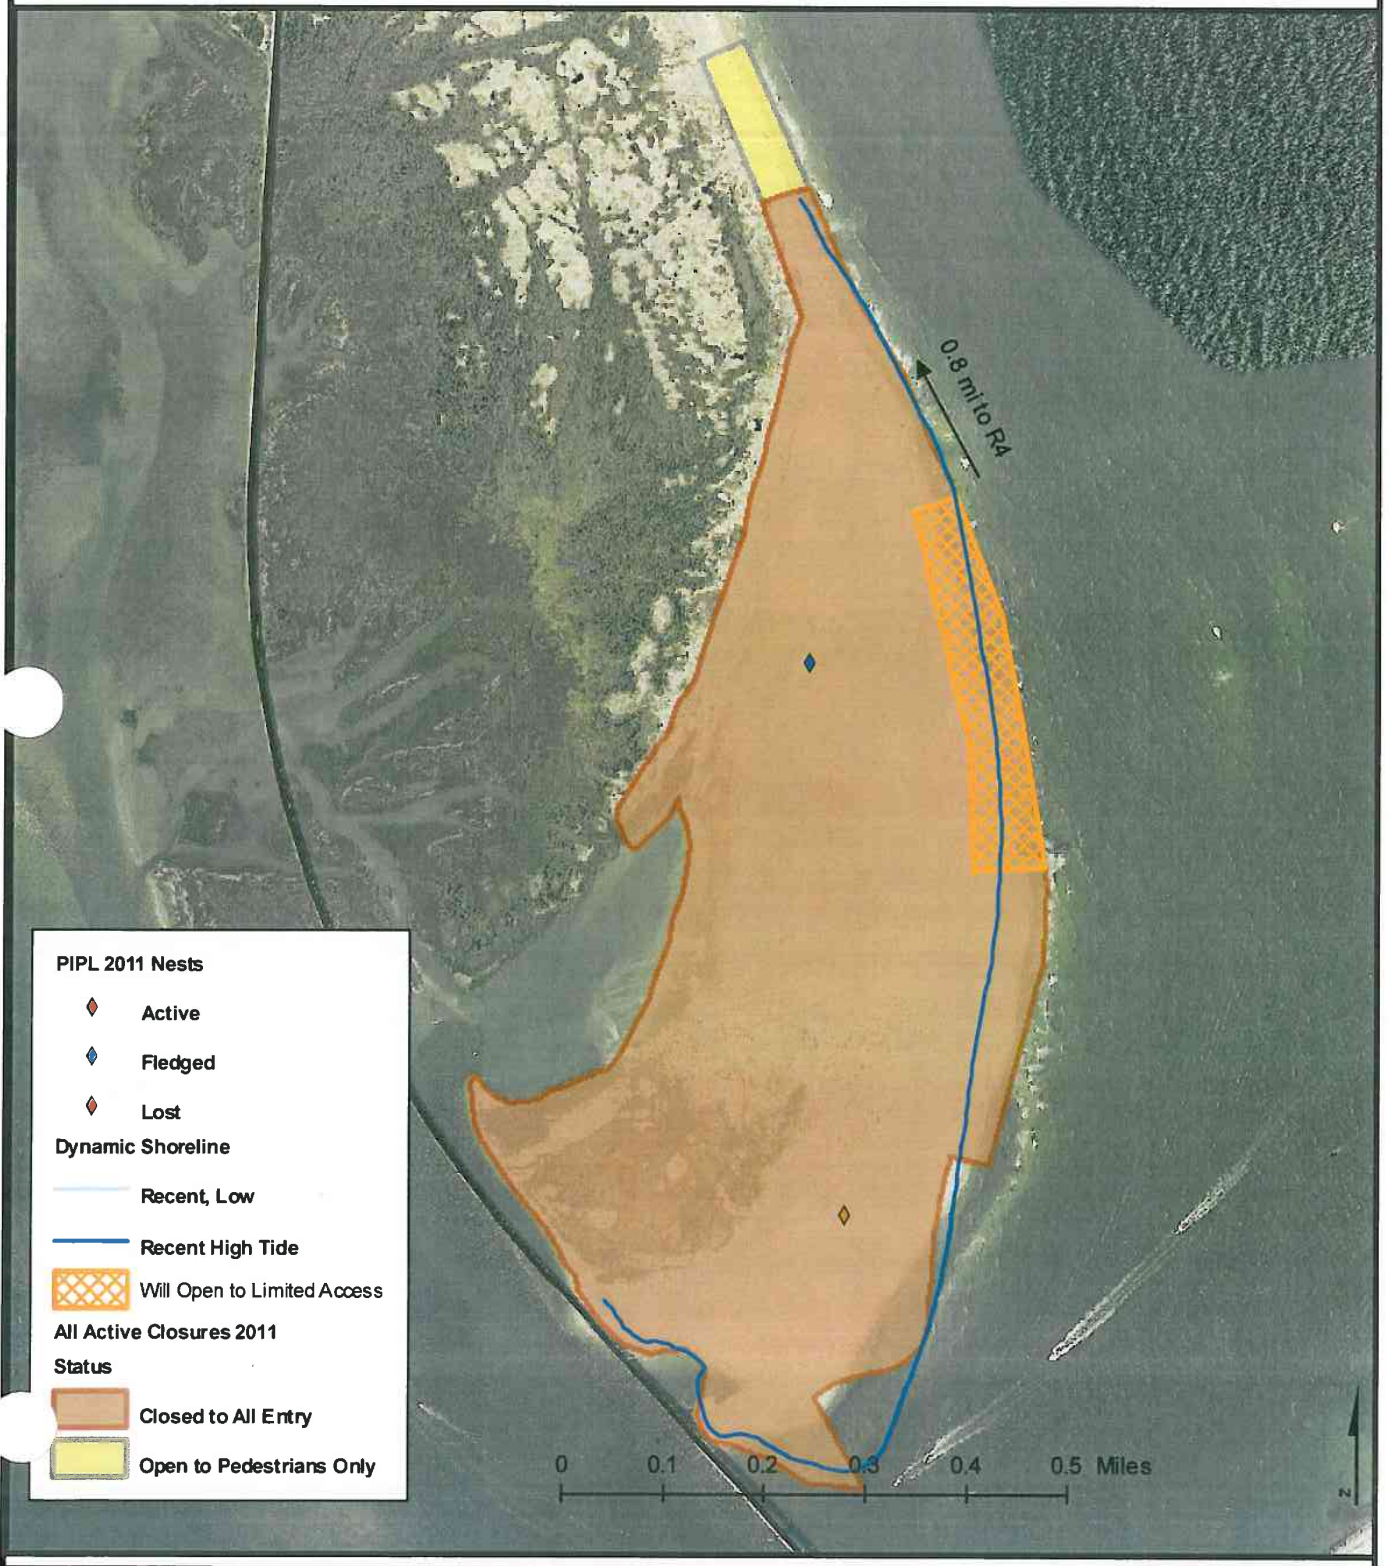 0.8 mi to R4
PIPL 2011 Nests
Active
Fledged
Lost
Dynamic Shoreline
Recent, Low
Recent High Tide
Will Open to Limited Access
All Active Closures 2011
Status
Closed to All Entry
Open to Pedestrians Only
0 0.1 0.2 0.3 0.4 0.5 Miles
N